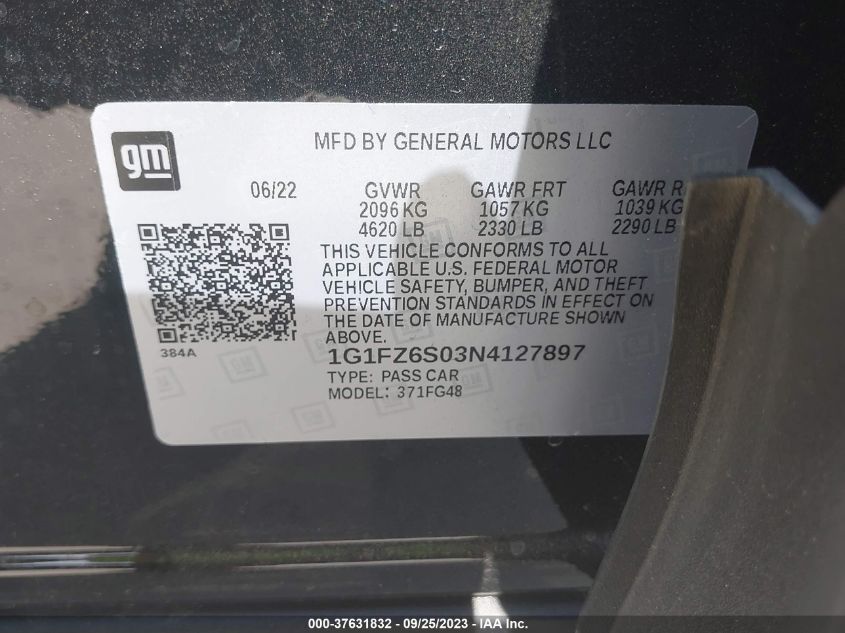 gm
MFD BY GENERAL MOTORS LLC
06/22 GVWR GAWR FRT GAWR R
2096 KG 1057 KG 1039 KG
4620 LB 2330 LB 2290 LB
THIS VEHICLE CONFORMS TO ALL
APPLICABLE U.S. FEDERAL MOTOR
VEHICLE SAFETY, BUMPER, AND THEFT
PREVENTION STANDARDS IN EFFECT ON
THE DATE OF MANUFACTURE SHOWN
ABOVE.
384A
1G1FZ6S03N4127897
TYPE: PASS CAR
MODEL: 371FG48
000-37631832 - 09/25/2023 - IAA Inc.